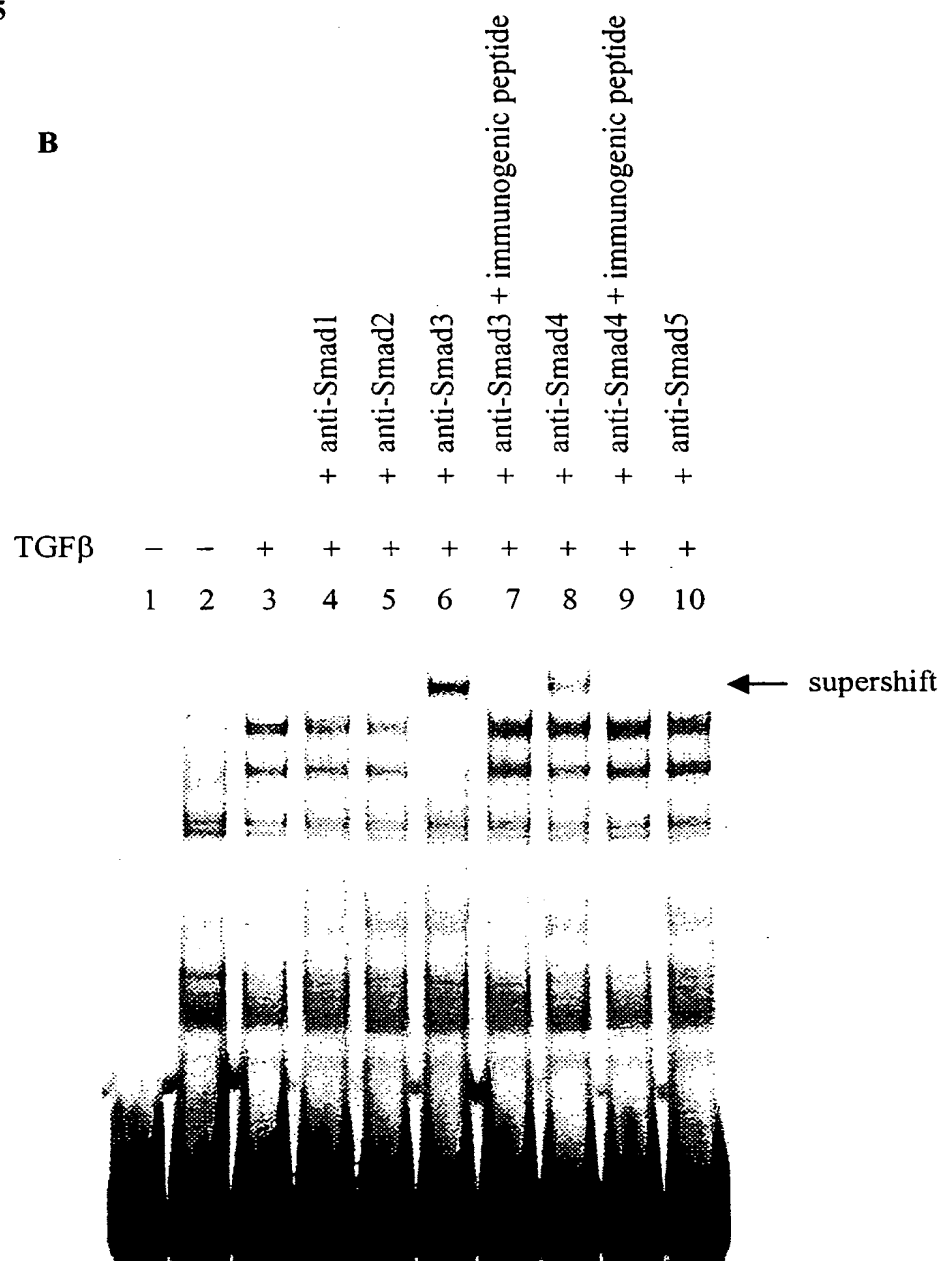 5
B
+ anti-Smad1
+ anti-Smad2
+ anti-Smad3
+ anti-Smad3 + immunogenic peptide
+ anti-Smad4
+ anti-Smad4 + immunogenic peptide
+ anti-Smad5
TGFβ − − + + + + + + + +
1 2 3 4 5 6 7 8 9 10
supershift